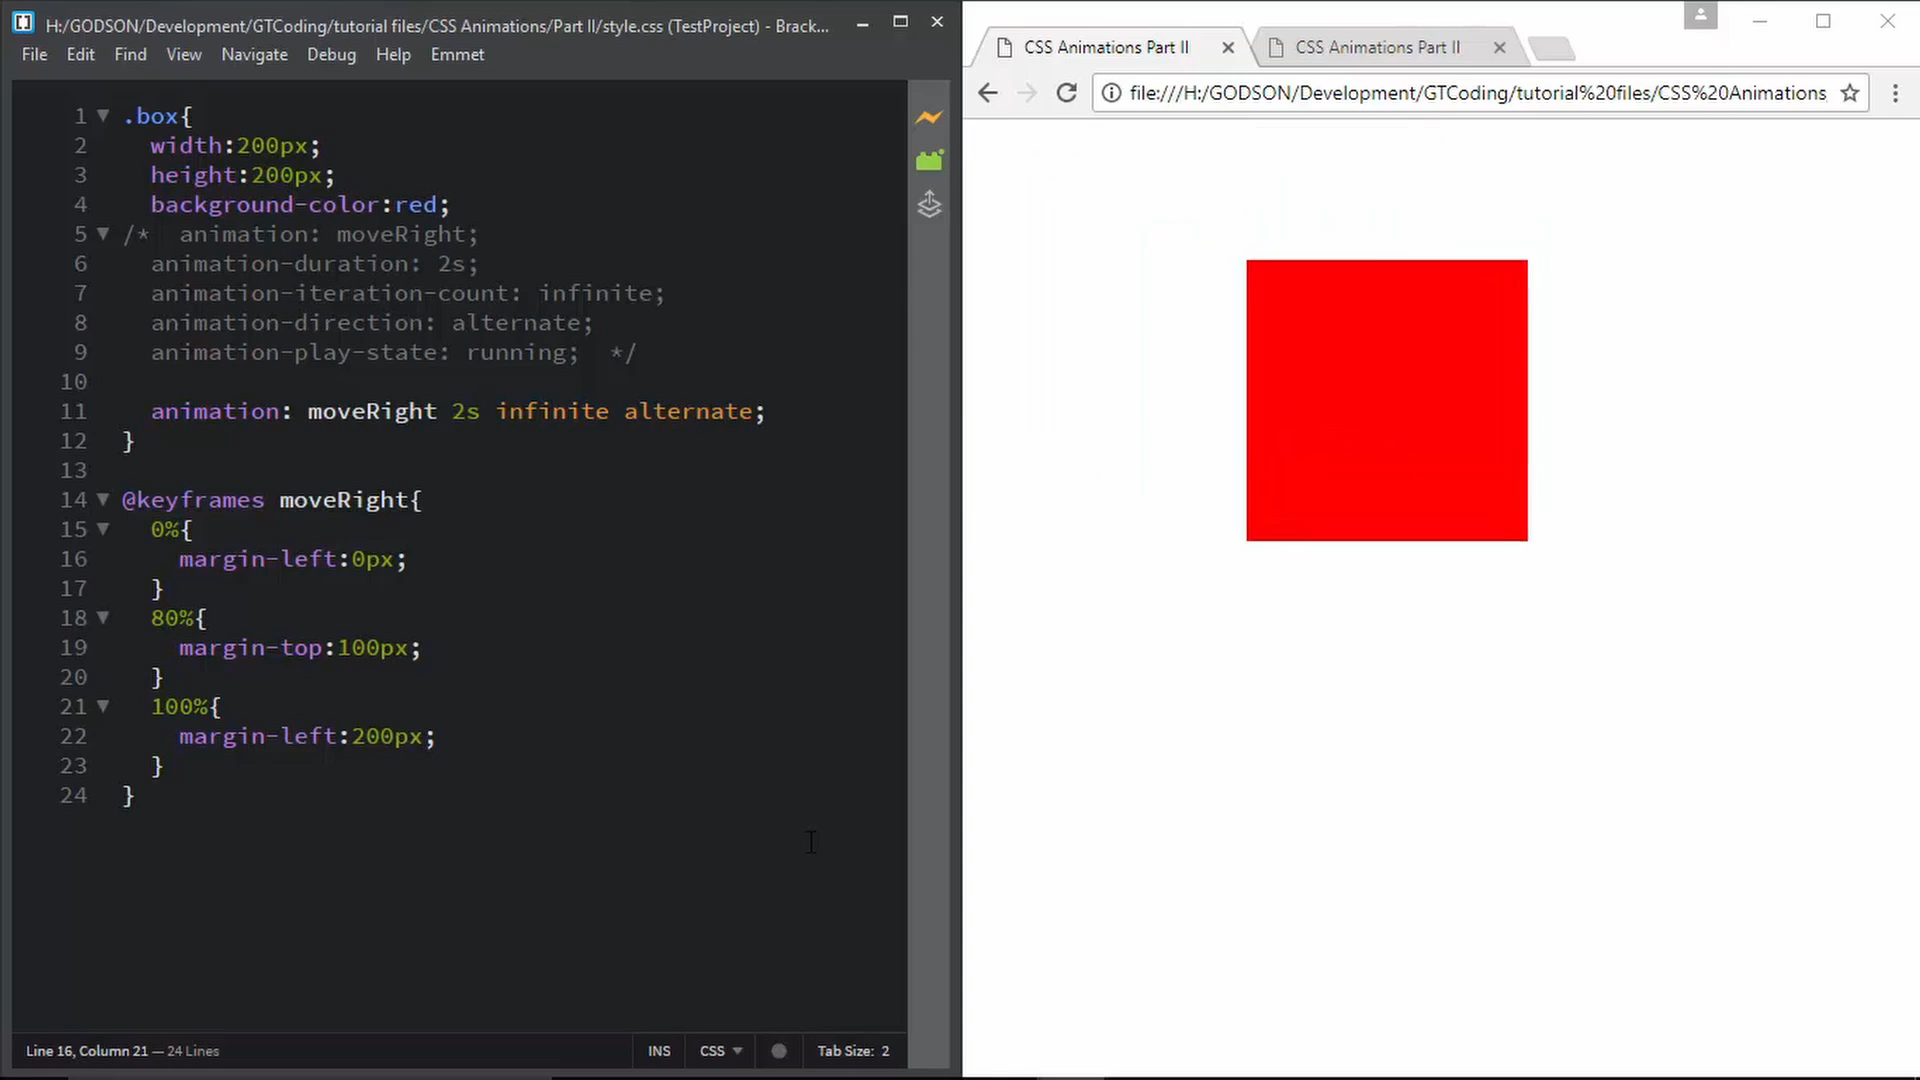 H:/GODSON/Development/GTCoding/tutorial files/CSS Animations/Part II/style.css (TestProject) - Brack...
File Edit Find View Navigate Debug Help Emmet
1 .box{
2 width:200px;
3 height:200px;
4 background-color:red;
5 /* animation: moveRight;
6 animation-duration: 2s;
7 animation-iteration-count: infinite;
8 animation-direction: alternate;
9 animation-play-state: running; */
10
11 animation: moveRight 2s infinite alternate;
12 }
13
14 @keyframes moveRight{
15 0%{
16 margin-left:0px;
17 }
18 80%{
19 margin-top:100px;
20 }
21 100%{
22 margin-left:200px;
23 }
24 }
Line 16, Column 21 — 24 Lines
INS CSS Tab Size: 2
CSS Animations Part II
CSS Animations Part II
file:///H:/GODSON/Development/GTCoding/tutorial%20files/CSS%20Animations